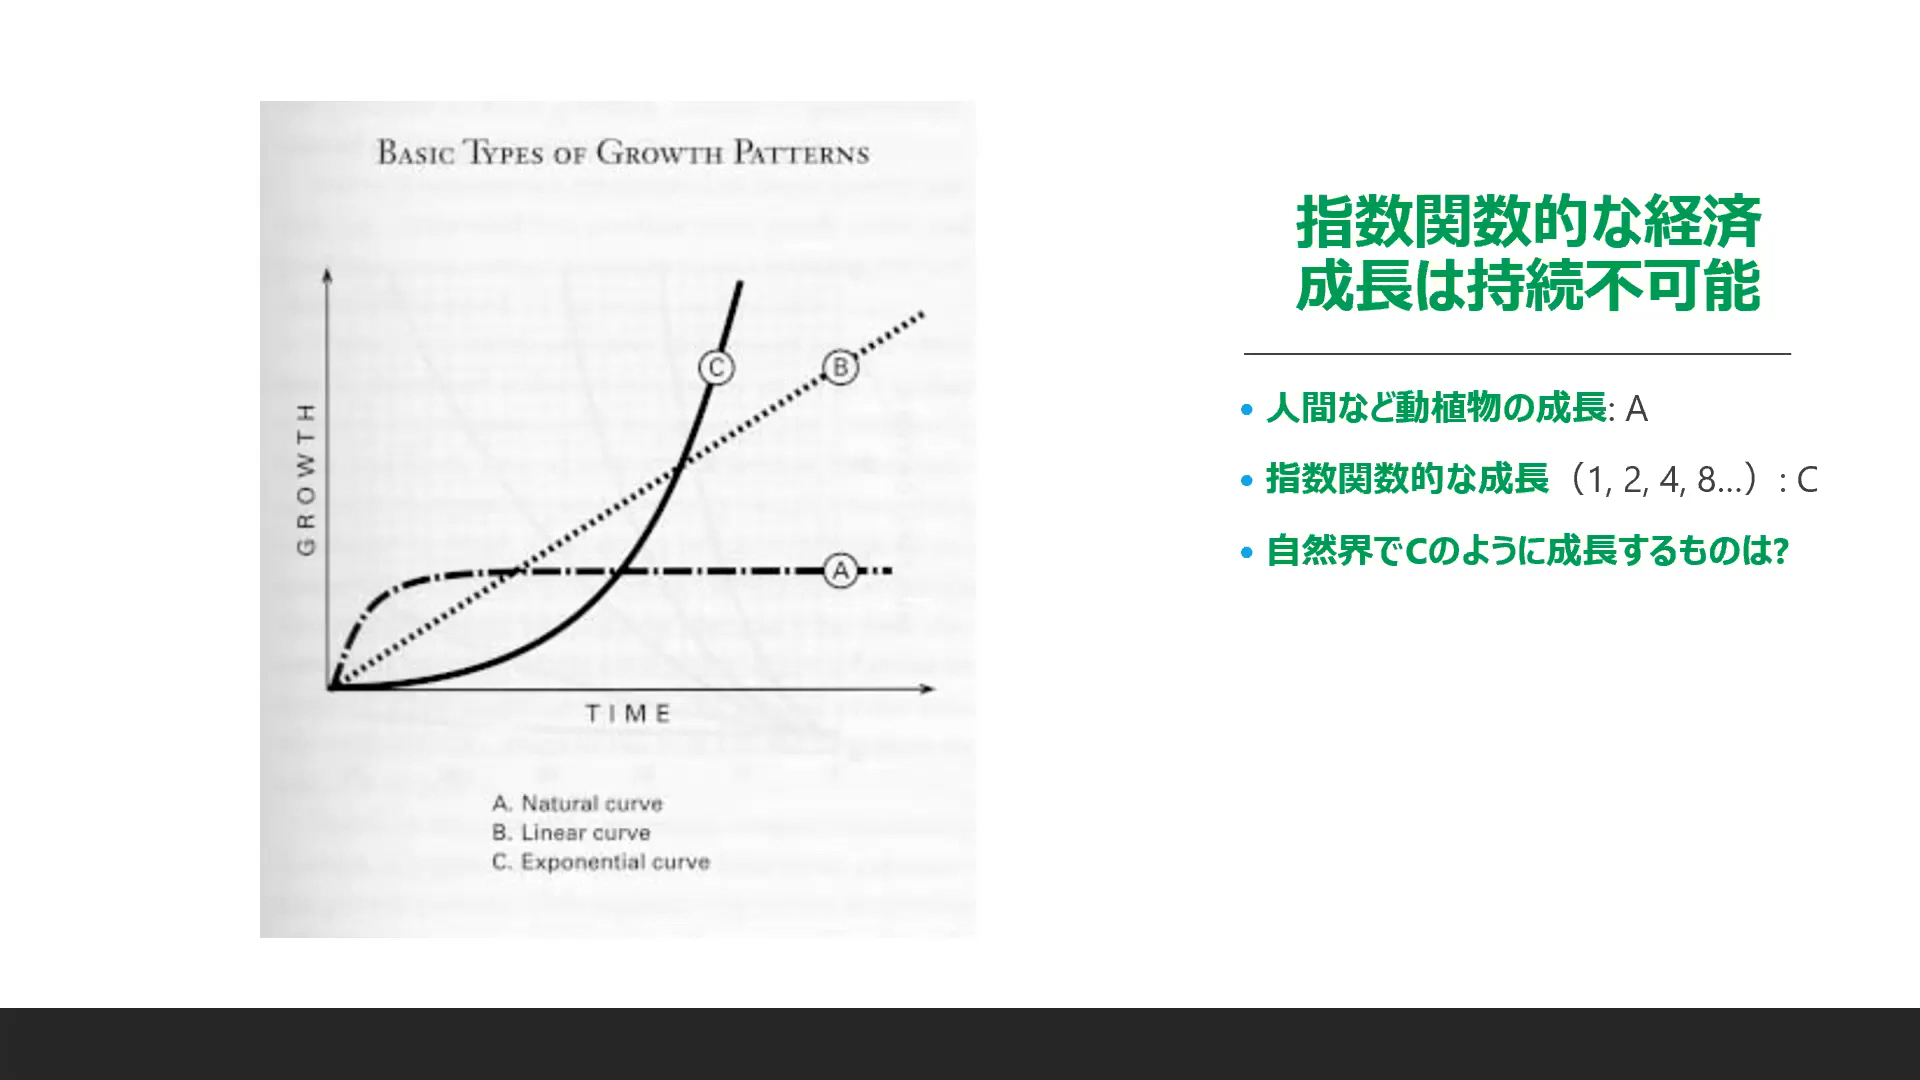 BASIC TYPES OF GROWTH PATTERNS
GROWTH
C
B
A
TIME
A. Natural curve
B. Linear curve
C. Exponential curve
指数関数的な経済
成長は持続不可能
• 人間など動植物の成長: A
• 指数関数的な成長（1, 2, 4, 8...）: C
• 自然界でCのように成長するものは?